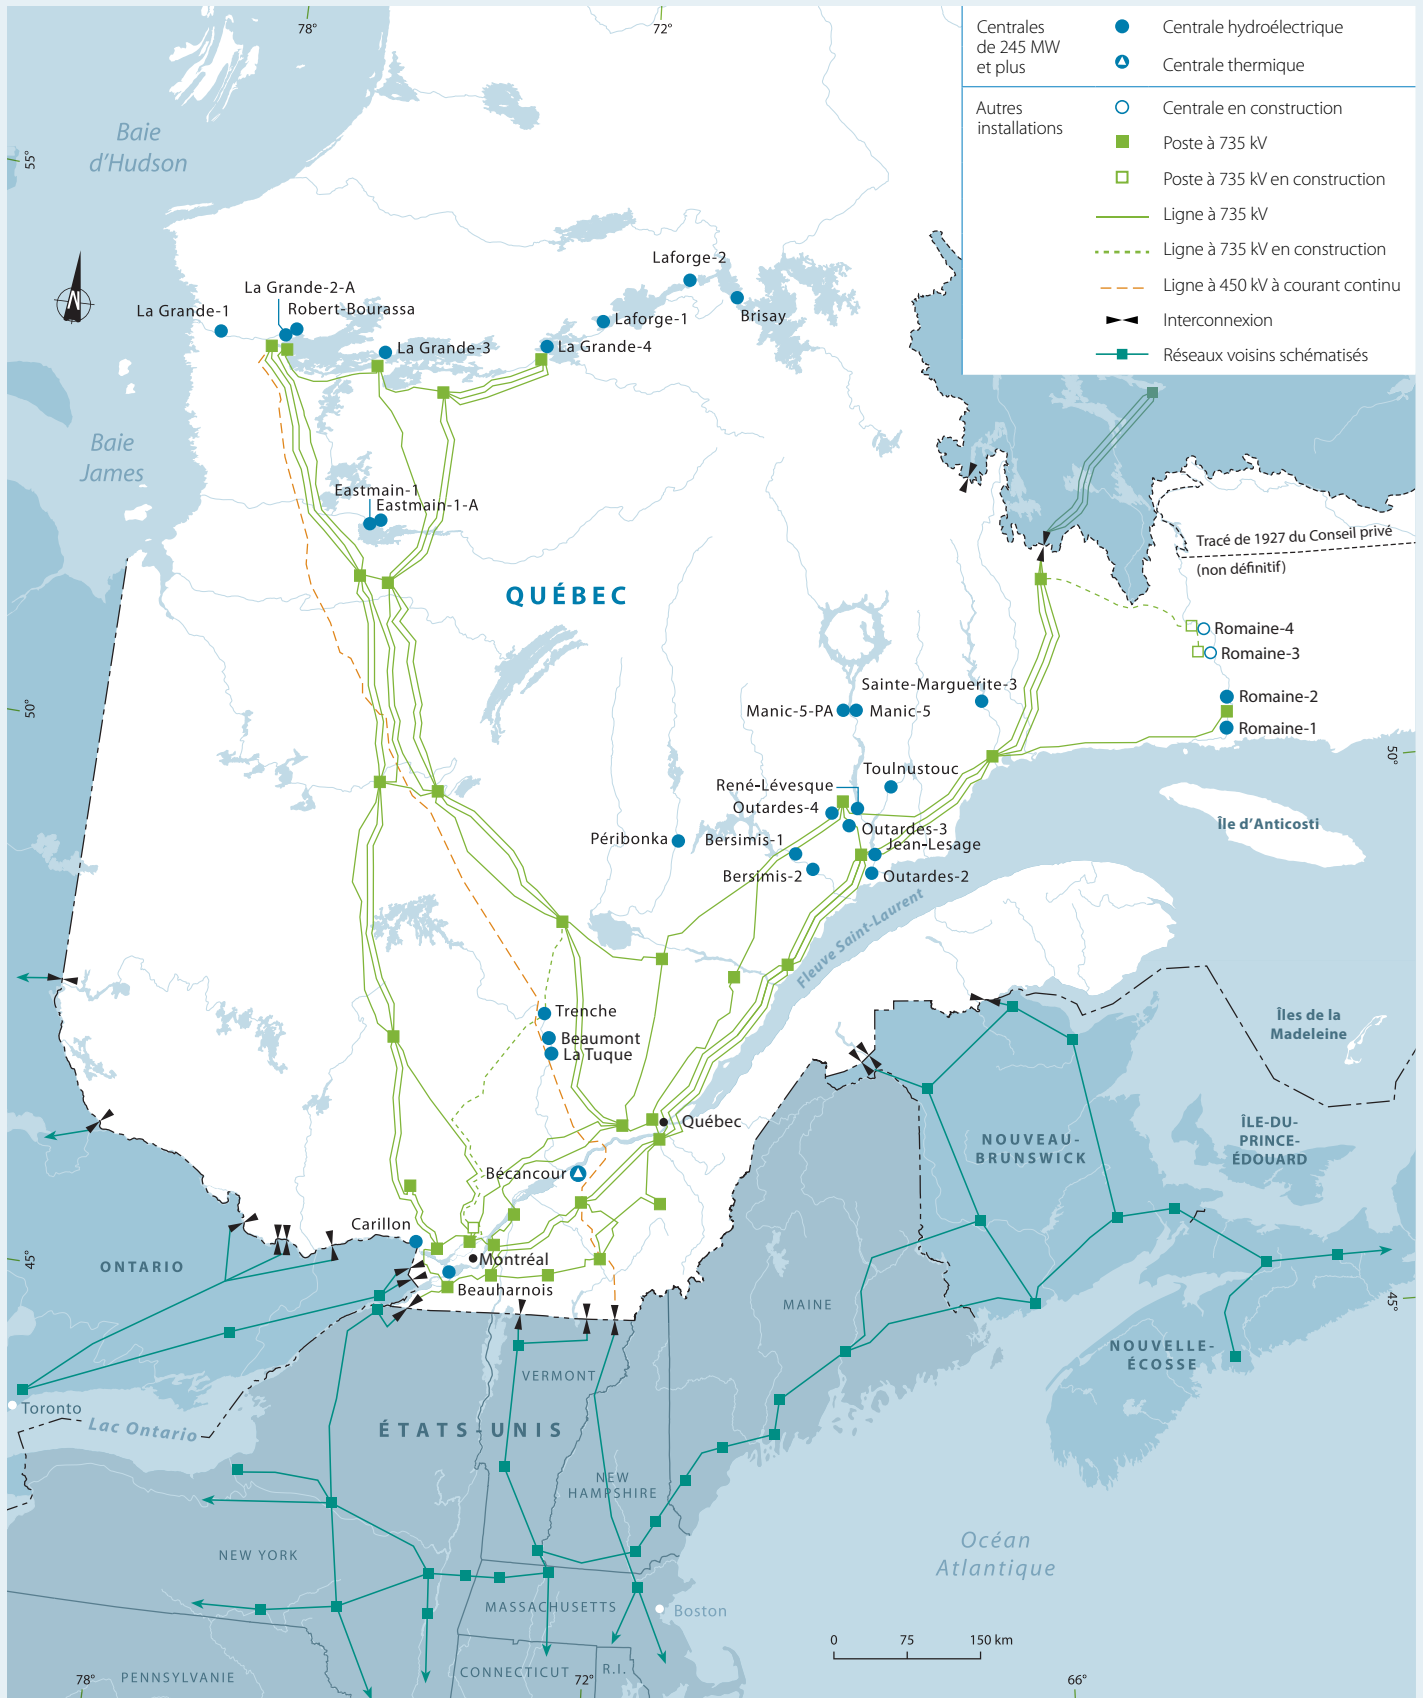 78°
72°
Centrales
de 245 MW
et plus
Centrale hydroélectrique
Centrale thermique
Autres
installations
Centrale en construction
Poste à 735 kV
Poste à 735 kV en construction
Ligne à 735 kV
Ligne à 735 kV en construction
Ligne à 450 kV à courant continu
Interconnexion
Réseaux voisins schématisés
Baie
d'Hudson
55°
N
Laforge-2
La Grande-2-A
Robert-Bourassa
La Grande-1
Laforge-1
Brisay
La Grande-3
La Grande-4
Baie
James
Eastmain-1
Eastmain-1-A
Tracé de 1927 du Conseil privé
(non définitif)
QUÉBEC
Romaine-4
Romaine-3
Sainte-Marguerite-3
Romaine-2
Manic-5-PA
Manic-5
50°
Romaine-1
50°
Toulnustouc
René-Lévesque
Outardes-4
Île d'Anticosti
Outardes-3
Péribonka
Bersimis-1
Jean-Lesage
Bersimis-2
Outardes-2
Fleuve Saint-Laurent
Trenche
Îles de la
Madeleine
Beaumont
La Tuque
Québec
ÎLE-DU-
PRINCE-
ÉDOUARD
NOUVEAU-
BRUNSWICK
Bécancour
Carillon
45°
ONTARIO
Montréal
Beauharnois
MAINE
45°
NOUVELLE-
ÉCOSSE
VERMONT
Toronto
Lac Ontario
ÉTATS-UNIS
NEW
HAMPSHIRE
Océan
Atlantique
NEW YORK
MASSACHUSETTS
Boston
0 75 150 km
PENNSYLVANIE
CONNECTICUT
R.I.
78°
72°
66°